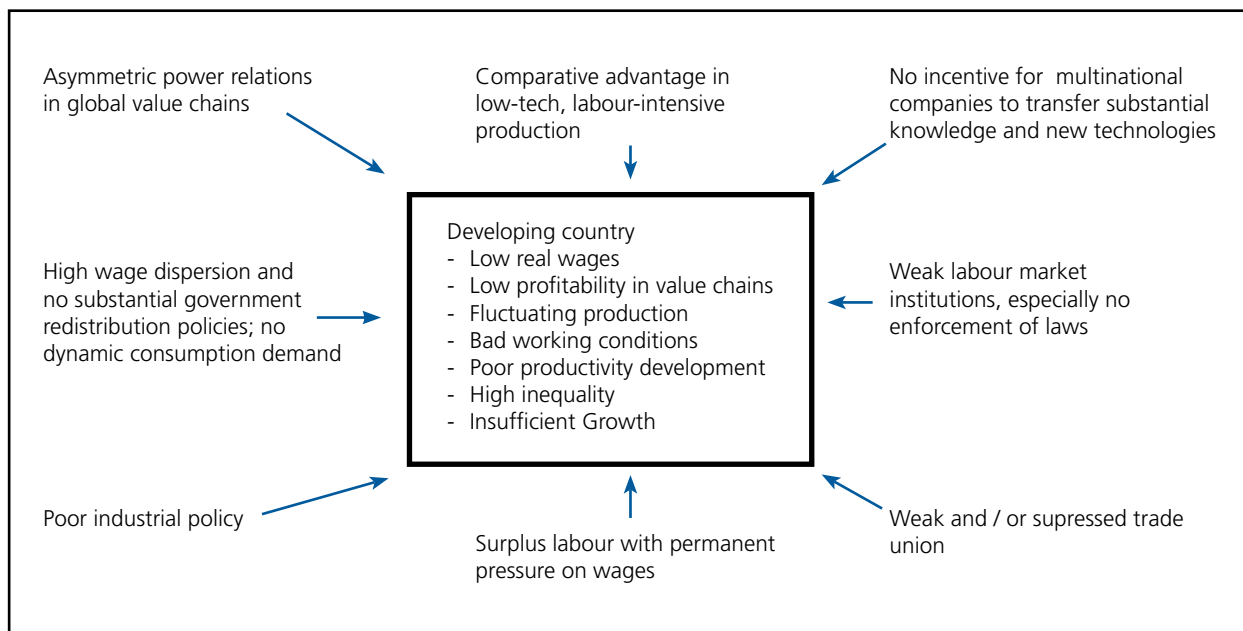 Asymmetric power relations
in global value chains
Comparative advantage in
low-tech, labour-intensive
production
No incentive for multinational
companies to transfer substantial
knowledge and new technologies
High wage dispersion and
no substantial government
redistribution policies; no
dynamic consumption demand
Developing country
- Low real wages
- Low profitability in value chains
- Fluctuating production
- Bad working conditions
- Poor productivity development
- High inequality
- Insufficient Growth
Weak labour market
institutions, especially no
enforcement of laws
Poor industrial policy
Surplus labour with permanent
pressure on wages
Weak and / or supressed trade
union